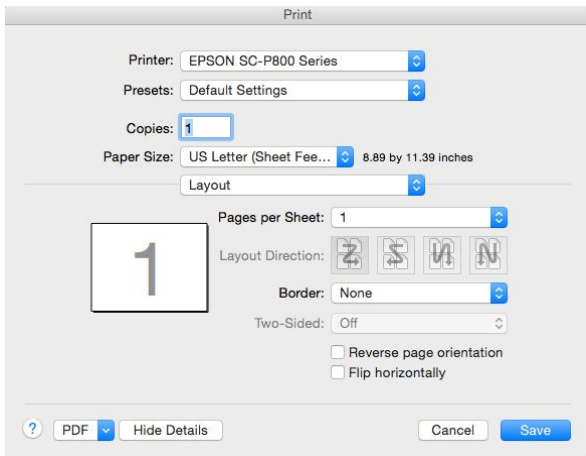 Print
Printer: EPSON SC-P800 Series
Presets: Default Settings
Copies: 1
Paper Size: US Letter (Sheet Fee... 8.89 by 11.39 inches
Layout
Pages per Sheet: 1
1
Layout Direction:
Border: None
Two-Sided: Off
Reverse page orientation
Flip horizontally
? PDF Hide Details Cancel Save